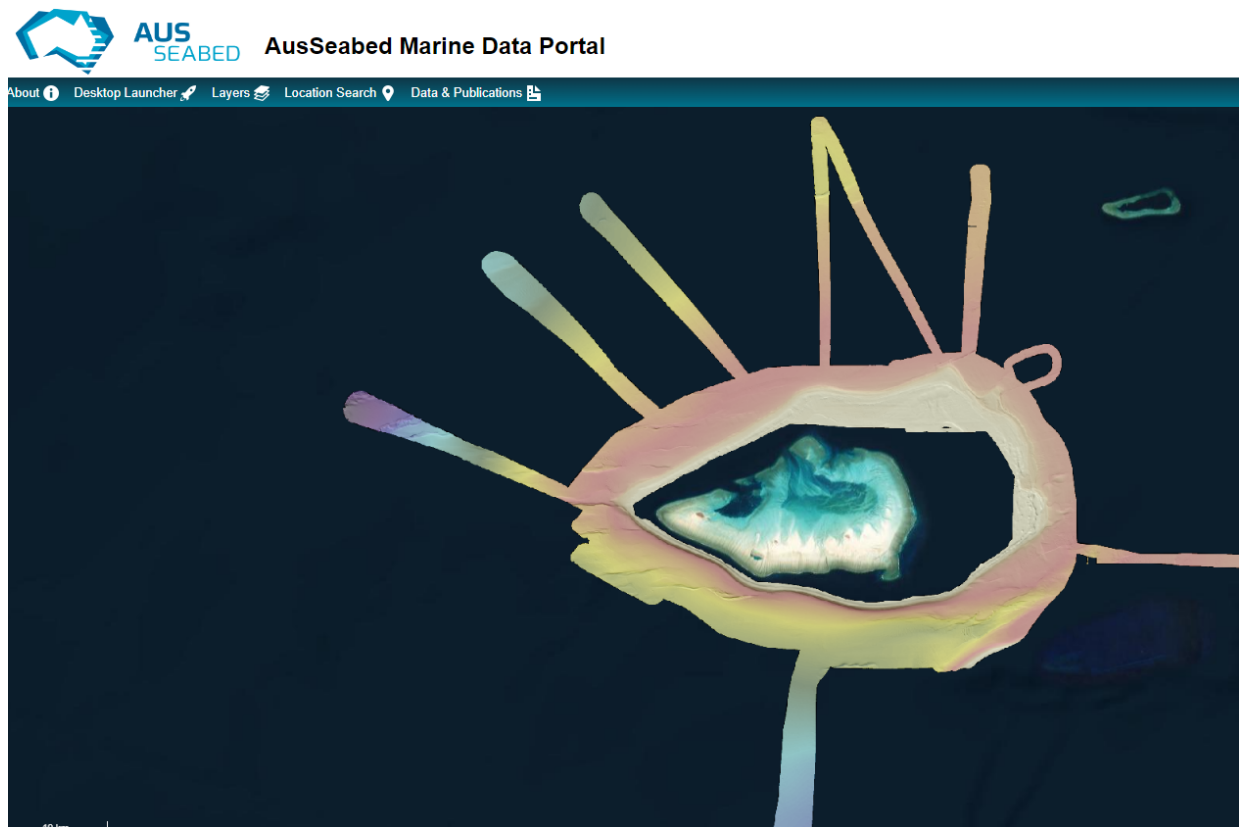 AUS
SEABED
AusSeabed Marine Data Portal
About Desktop Launcher Layers Location Search Data & Publications